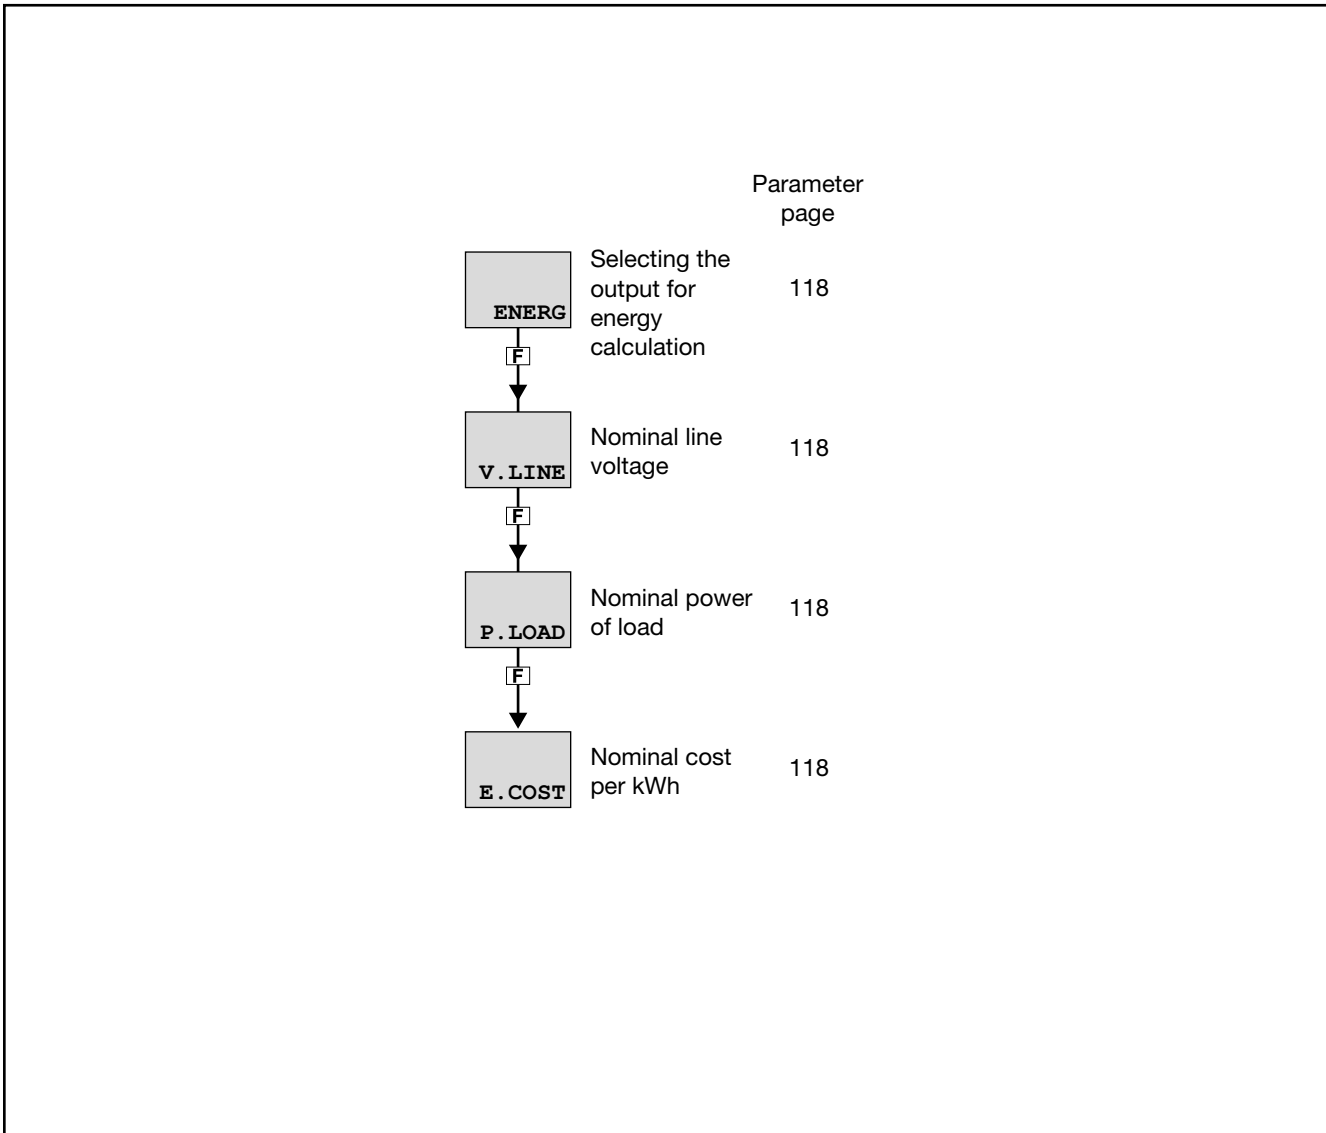 Parameter
page
Selecting the
output for
energy
calculation
118
ENERG
F
Nominal line
voltage
118
V.LINE
F
Nominal power
of load
118
P.LOAD
F
Nominal cost
per kWh
118
E.COST